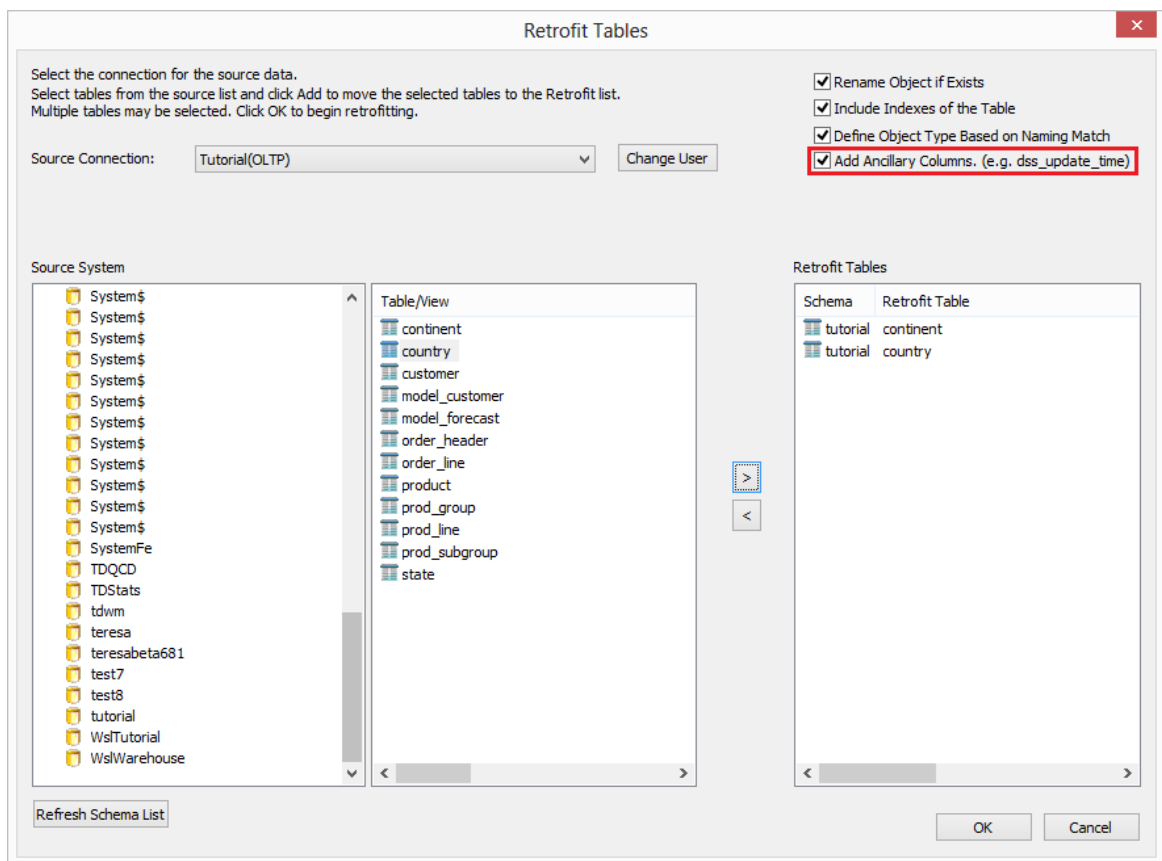 Retrofit Tables
Select the connection for the source data.
Select tables from the source list and click Add to move the selected tables to the Retrofit list.
Multiple tables may be selected. Click OK to begin retrofitting.
Rename Object if Exists
Include Indexes of the Table
Define Object Type Based on Naming Match
Add Ancillary Columns. (e.g. dss_update_time)
Source Connection:
Tutorial(OLTP)
Change User
Source System
System$
System$
System$
System$
System$
System$
System$
System$
System$
System$
System$
System$
SystemFe
TDQCD
TDStats
tdwm
teresa
teresabeta681
test7
test8
tutorial
WslTutorial
WslWarehouse
Table/View
continent
country
customer
model_customer
model_forecast
order_header
order_line
product
prod_group
prod_line
prod_subgroup
state
>
<
Retrofit Tables
Schema Retrofit Table
tutorial continent
tutorial country
Refresh Schema List
OK
Cancel